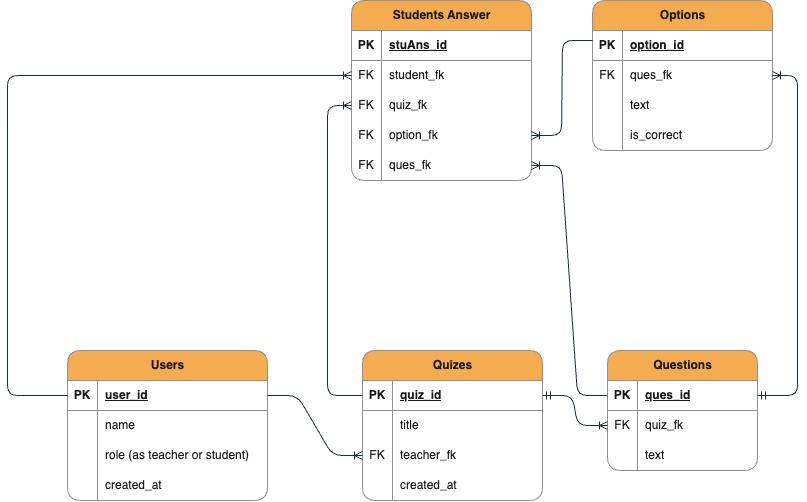 Students Answer
PK stuAns_id
FK student_fk
FK quiz_fk
FK option_fk
FK ques_fk
Options
PK option_id
FK ques_fk
text
is_correct
Users
PK user_id
name
role (as teacher or student)
created_at
Quizes
PK quiz_id
title
FK teacher_fk
created_at
Questions
PK ques_id
FK quiz_fk
text